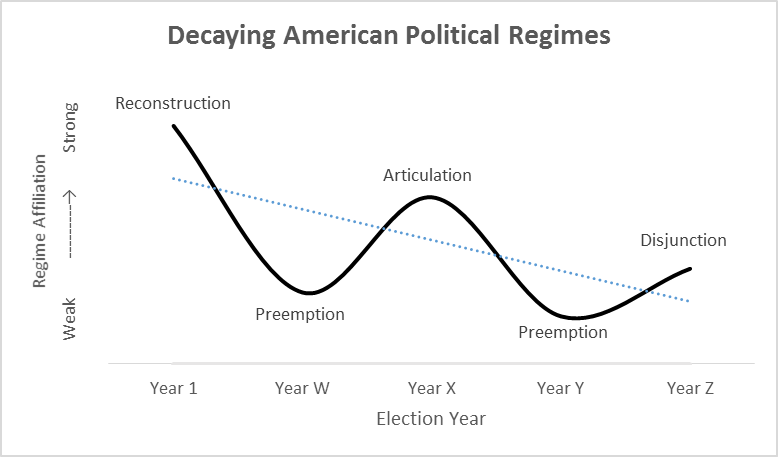 Decaying American Political Regimes
Reconstruction
Articulation
Disjunction
Preemption
Preemption
Regime Affiliation
Weak ----------> Strong
Year 1 Year W Year X Year Y Year Z
Election Year